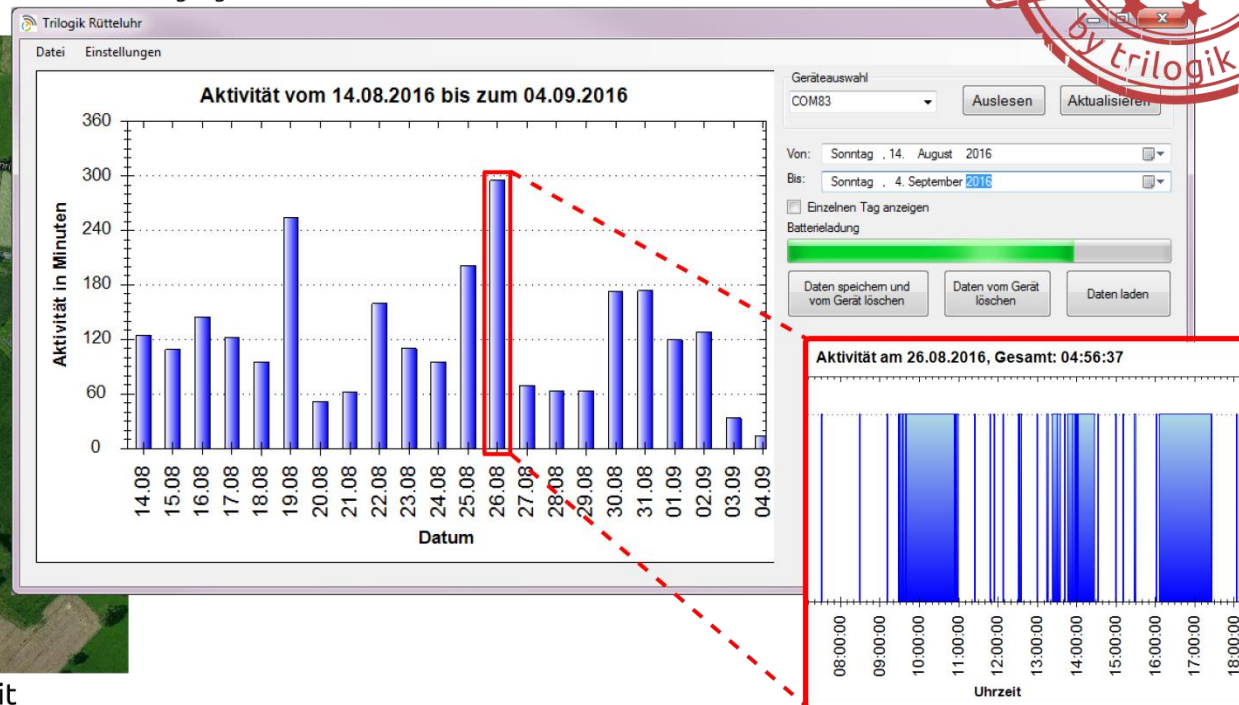 Trilogik Rütteluhr
by trilogik
Datei Einstellungen
Aktivität vom 14.08.2016 bis zum 04.09.2016
360
300
240
180
120
60
0
Aktivität in Minuten
14.08 15.08 16.08 17.08 18.08 19.08 20.08 21.08 22.08 23.08 24.08 25.08 26.08 27.08 28.08 29.08 30.08 31.08 01.09 02.09 03.09 04.09
Datum
Geräteauswahl
COM83 Auslesen Aktualisieren
Von: Sonntag , 14. August 2016
Bis: Sonntag , 4. September 2016
Einzelnen Tag anzeigen
Batterieladung
Daten speichern und
vom Gerät löschen
Daten vom Gerät
löschen
Daten laden
Aktivität am 26.08.2016, Gesamt: 04:56:37
08:00:00 09:00:00 10:00:00 11:00:00 12:00:00 13:00:00 14:00:00 15:00:00 16:00:00 17:00:00 18:00:00
Uhrzeit
it